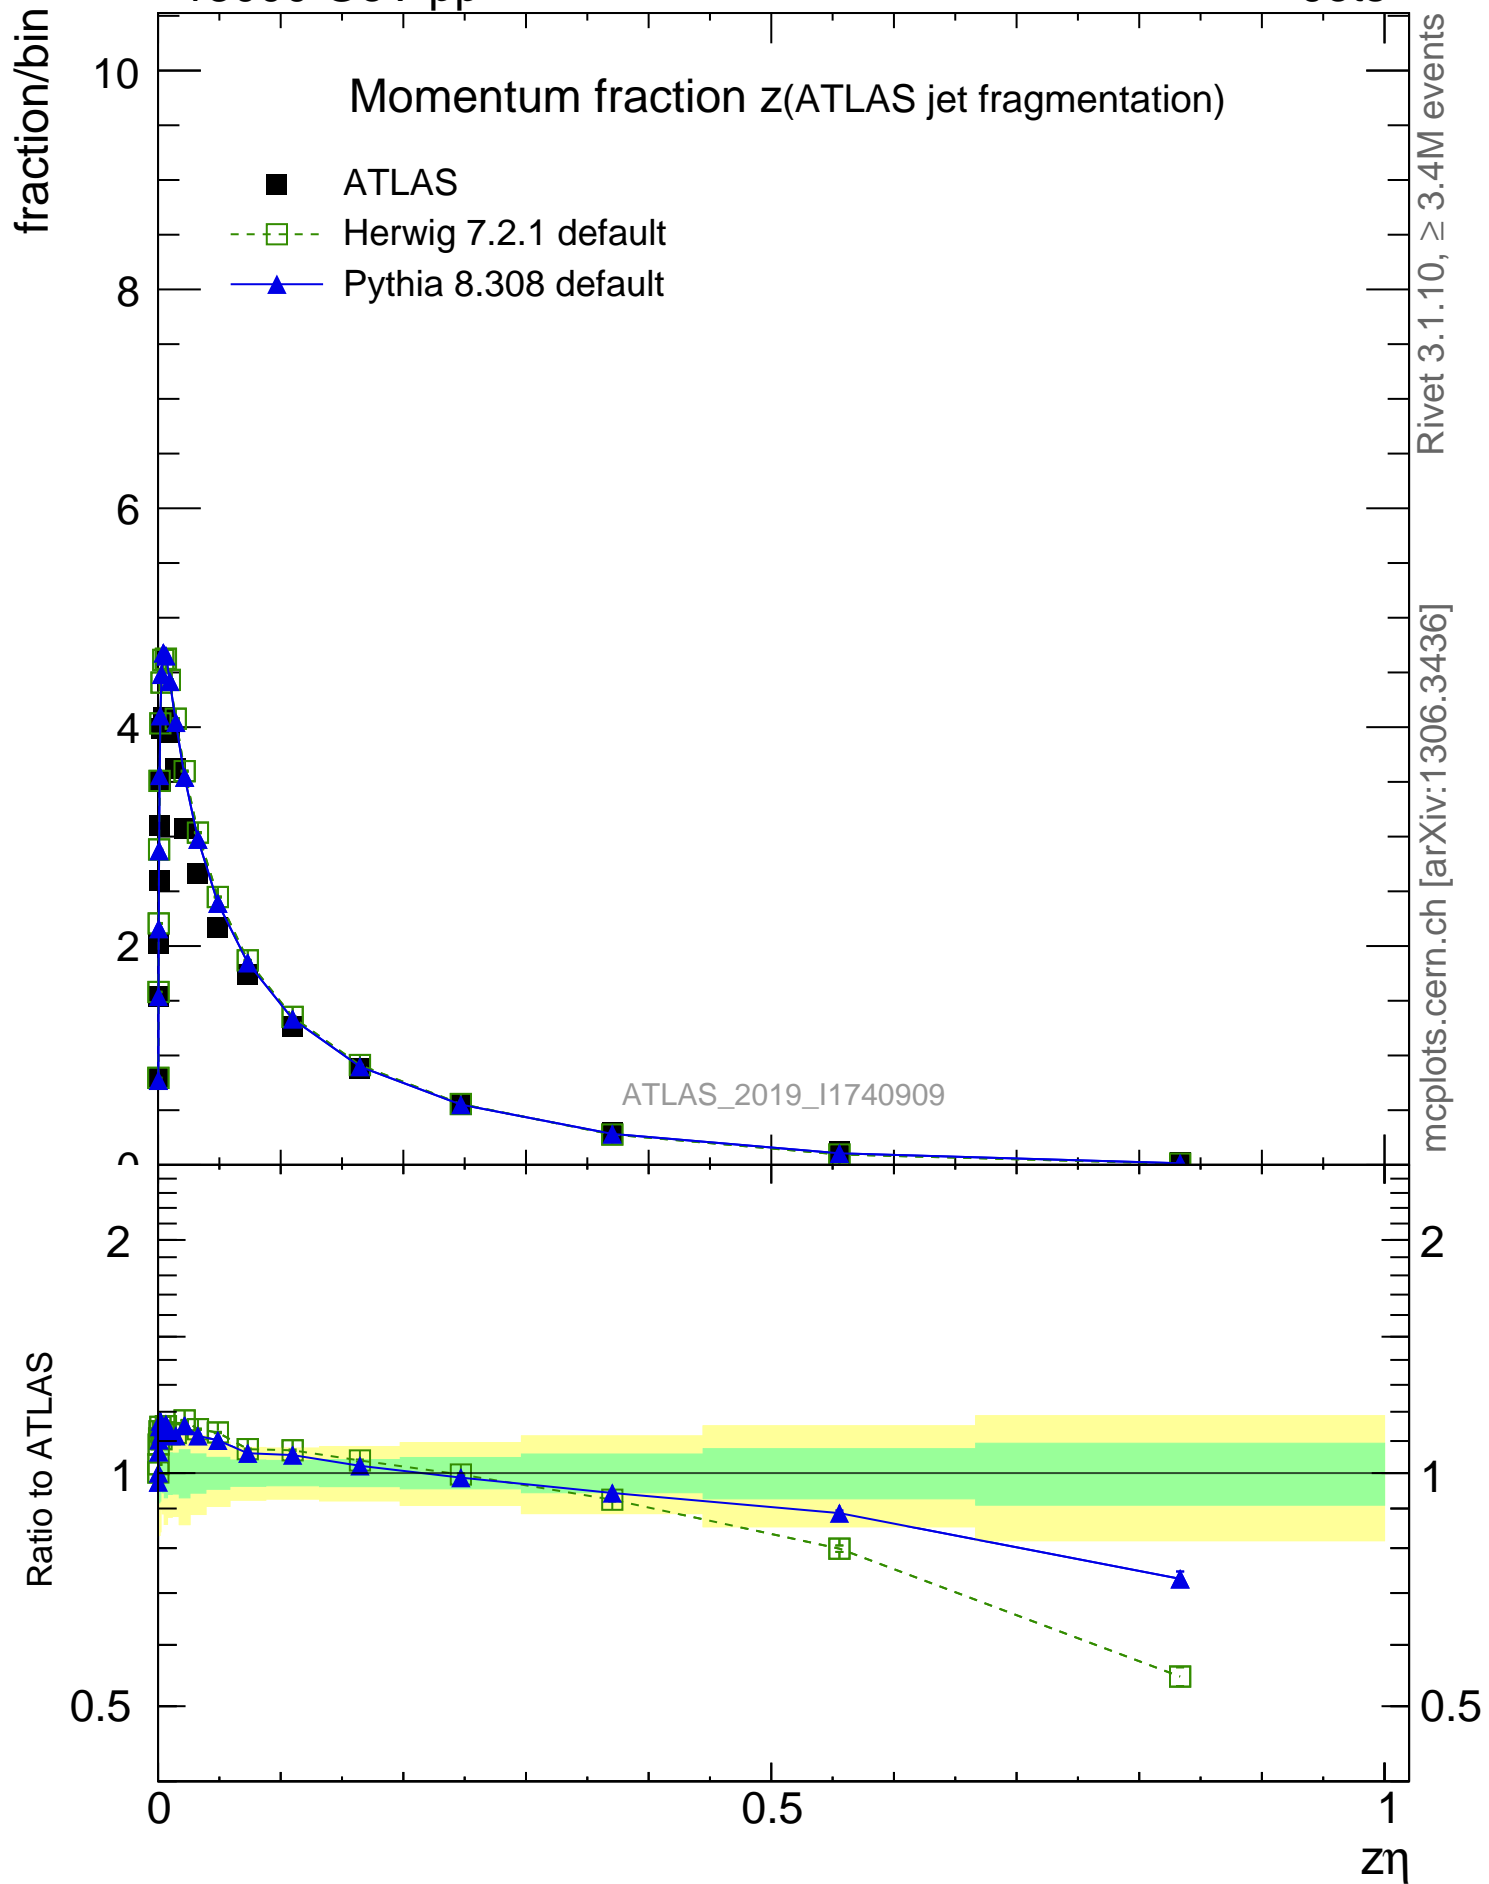 fraction/bin
10
8
6
4
2
Momentum fraction z(ATLAS jet fragmentation)
ATLAS
Herwig 7.2.1 default
Pythia 8.308 default
ATLAS_2019_I1740909
Rivet 3.1.10, ≥ 3.4M events
mcplots.cern.ch [arXiv:1306.3436]
Ratio to ATLAS
2
1
0.5
2
1
0.5
0
0.5
1
zη